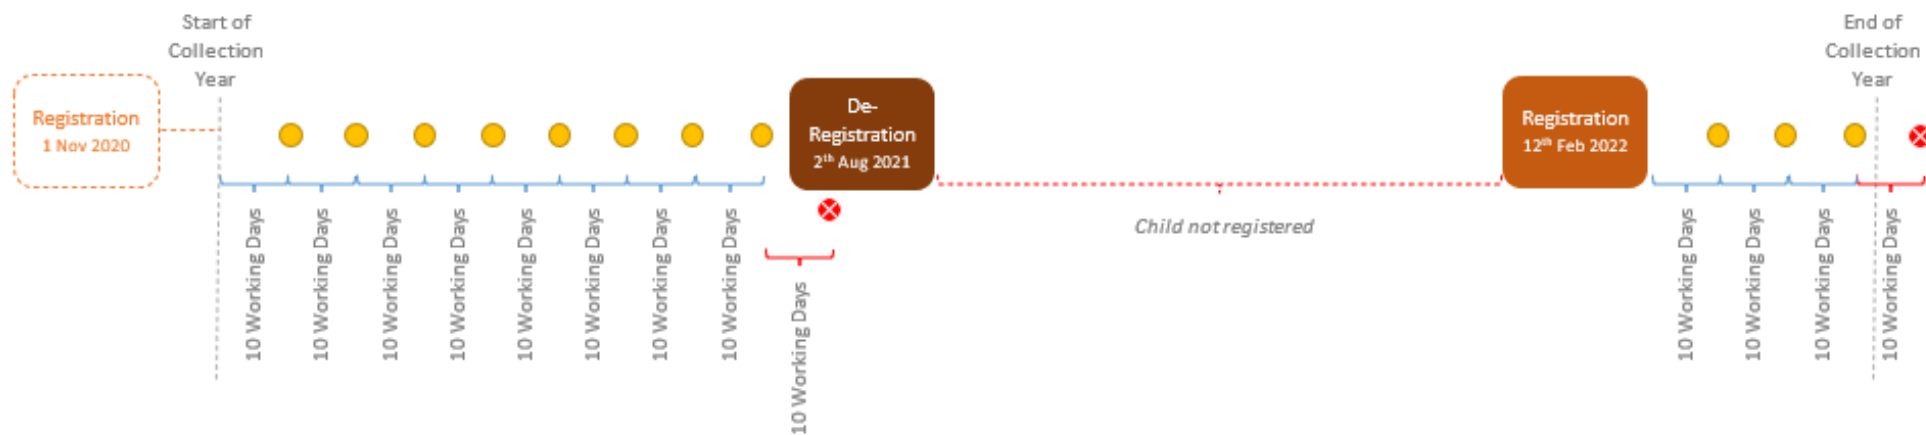 Start of
Collection
Year
End of
Collection
Year
Registration
1 Nov 2020
De-
Registration
2th Aug 2021
Registration
12th Feb 2022
Child not registered
10 Working Days
10 Working Days
10 Working Days
10 Working Days
10 Working Days
10 Working Days
10 Working Days
10 Working Days
10 Working Days
10 Working Days
10 Working Days
10 Working Days
10 Working Days